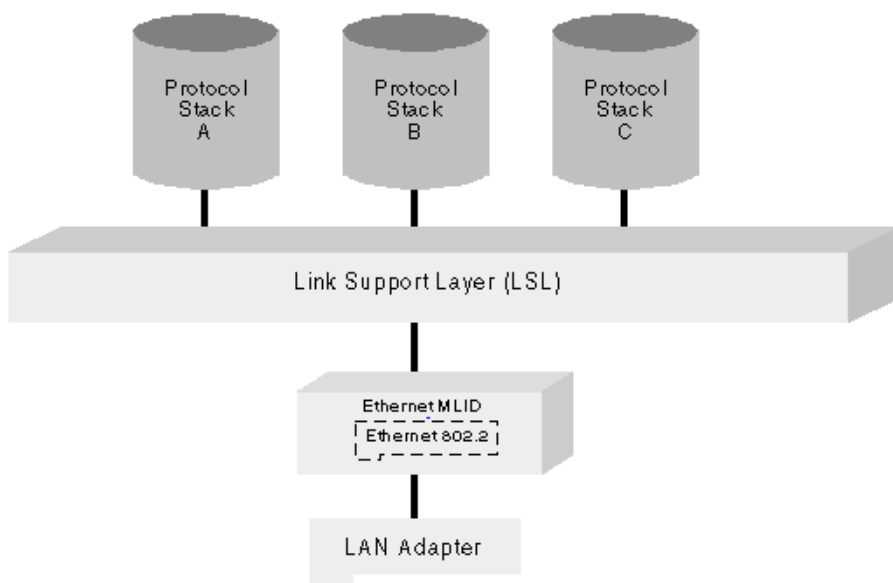 Protocol
Stack
A
Protocol
Stack
B
Protocol
Stack
C
Link Support Layer (LSL)
Ethernet MLID
Ethernet 802.2
LAN Adapter